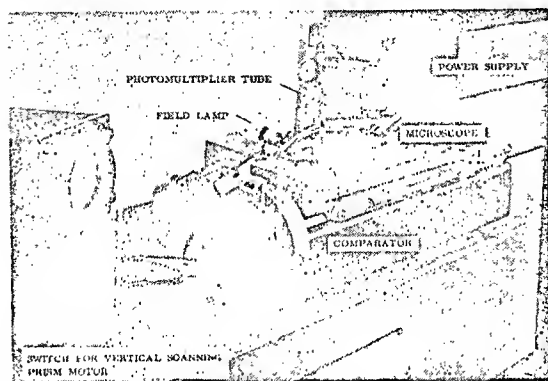 POWER SUPPLY
PHOTOMULTIPLIER TUBE
FIELD LAMP
MICROSCOPE
COMPARATOR
SWITCH FOR VERTICAL SCANNING
PRISM MOTOR